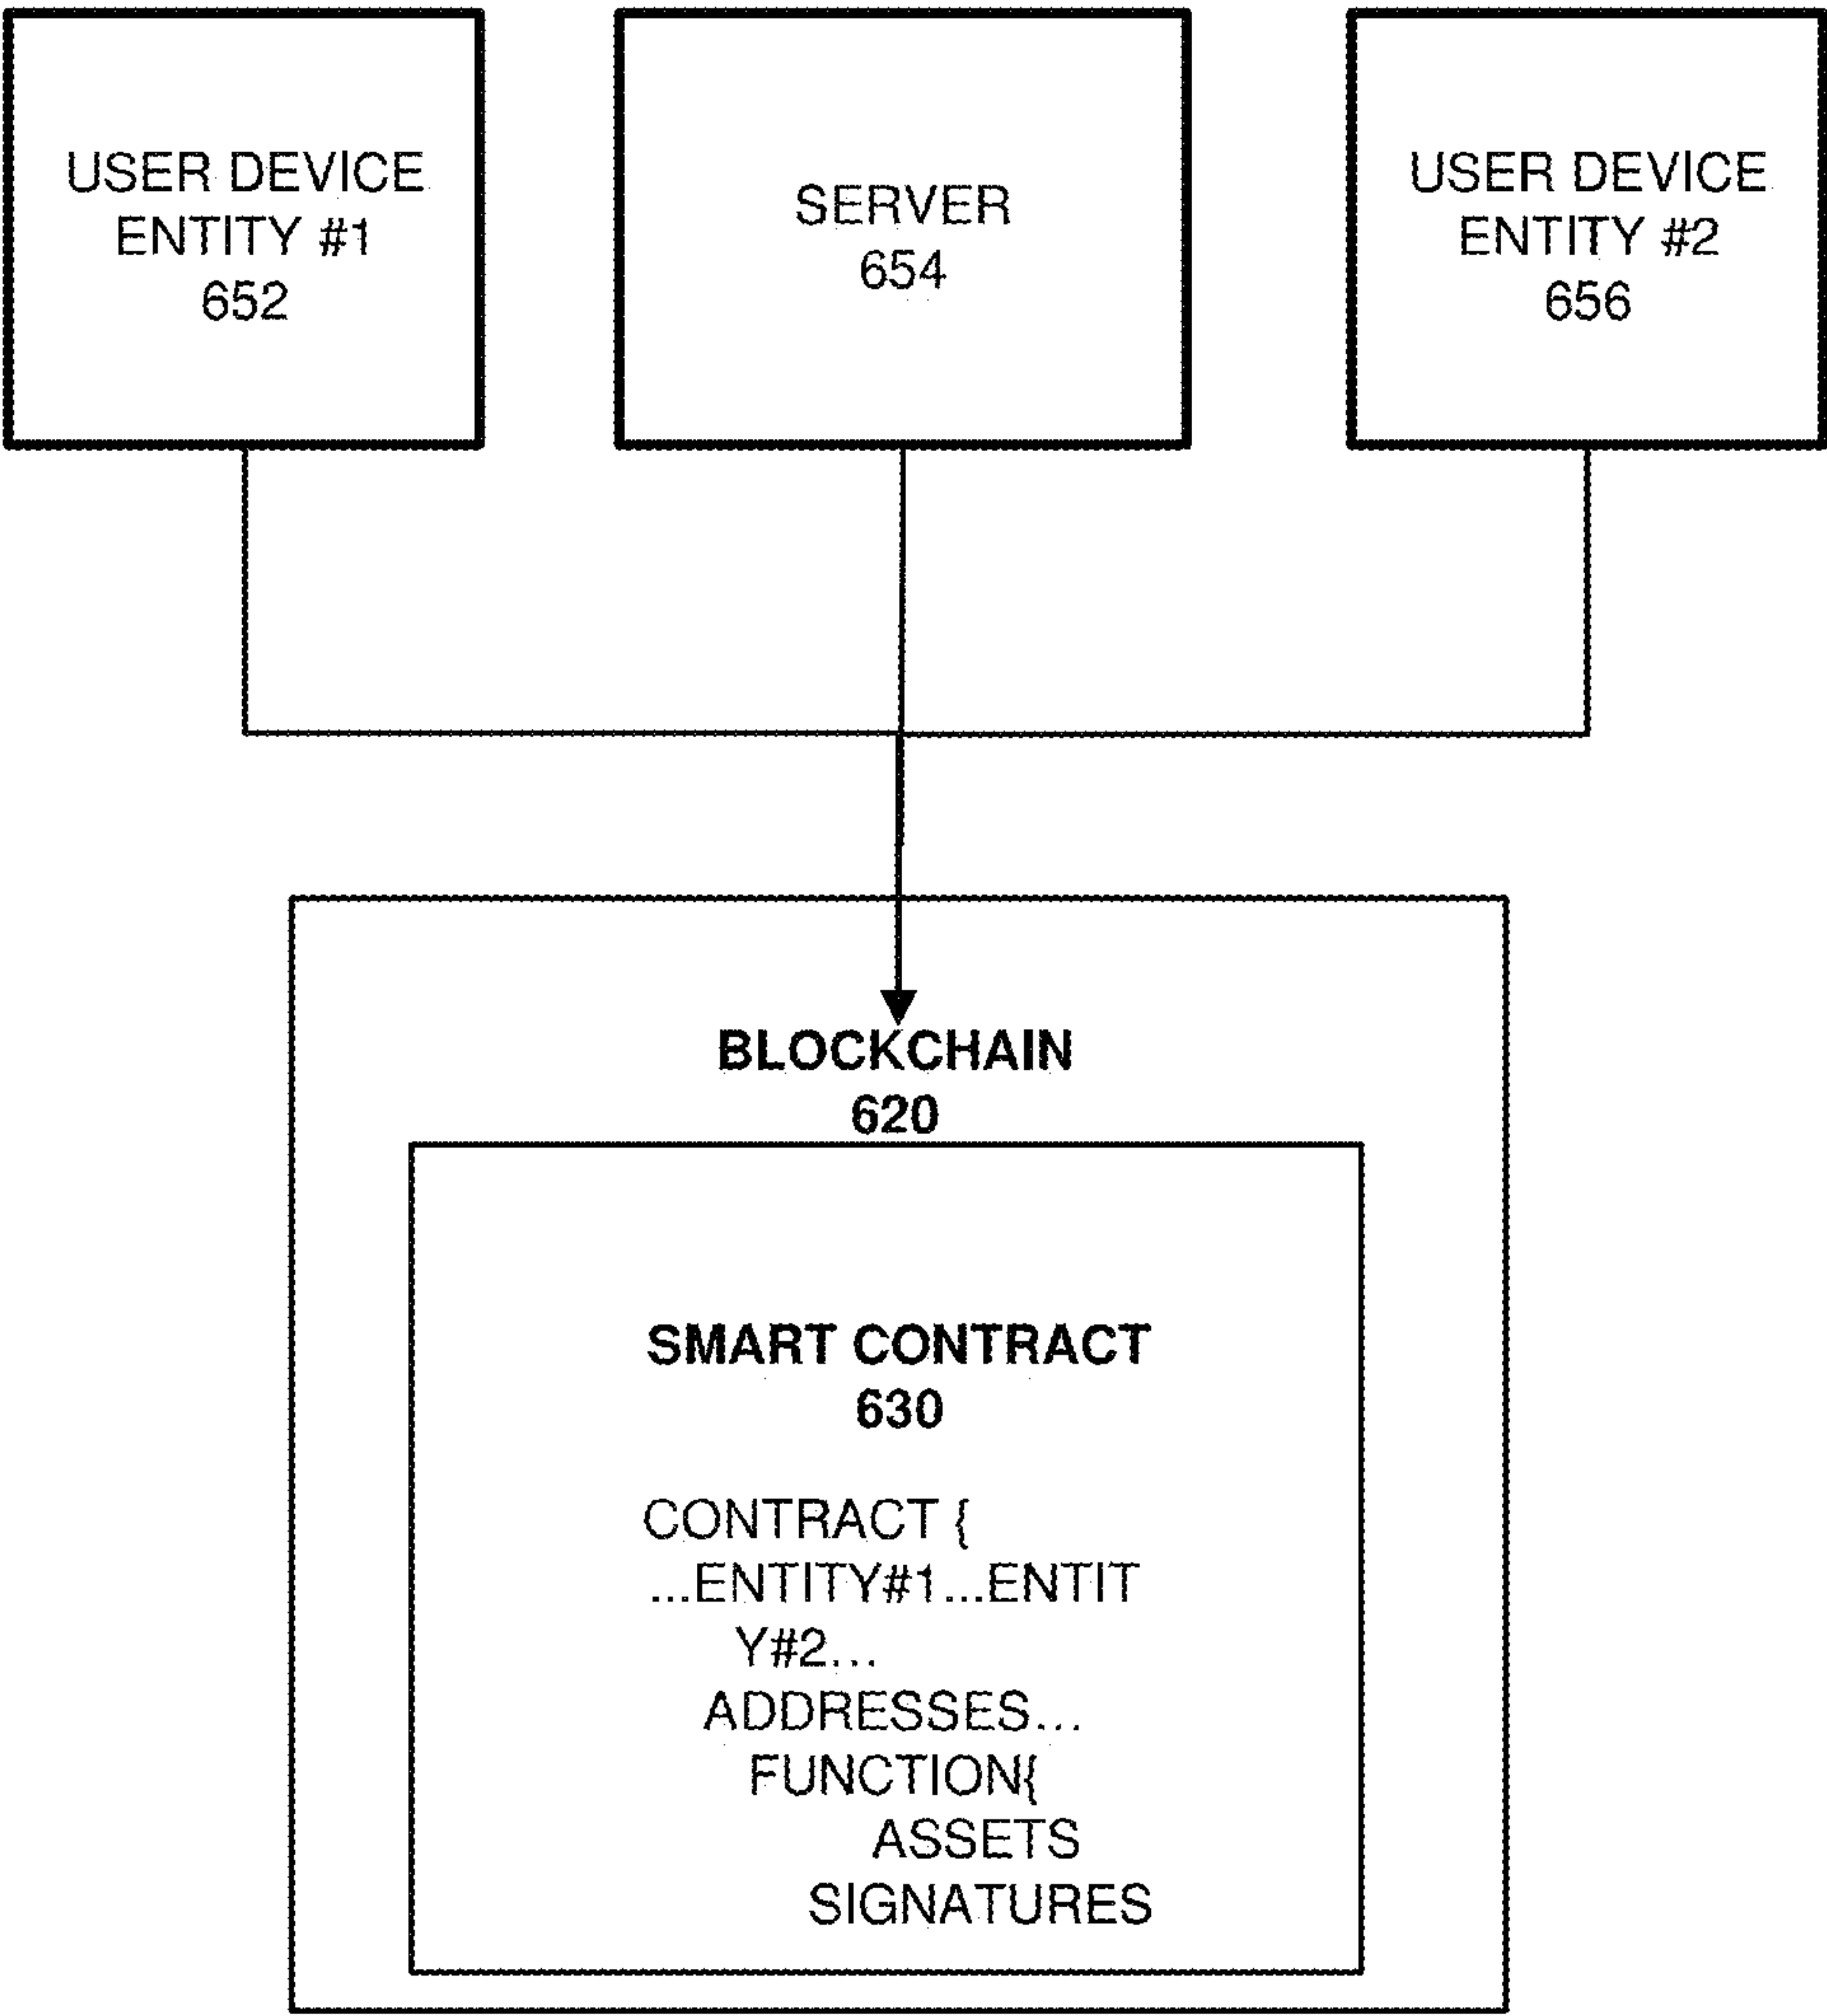 USER DEVICE
ENTITY #1
652
SERVER
654
USER DEVICE
ENTITY #2
656
BLOCKCHAIN
620
SMART CONTRACT
630
CONTRACT {
...ENTITY#1...ENTIT
Y#2...
ADDRESSES...
FUNCTION{
ASSETS
SIGNATURES